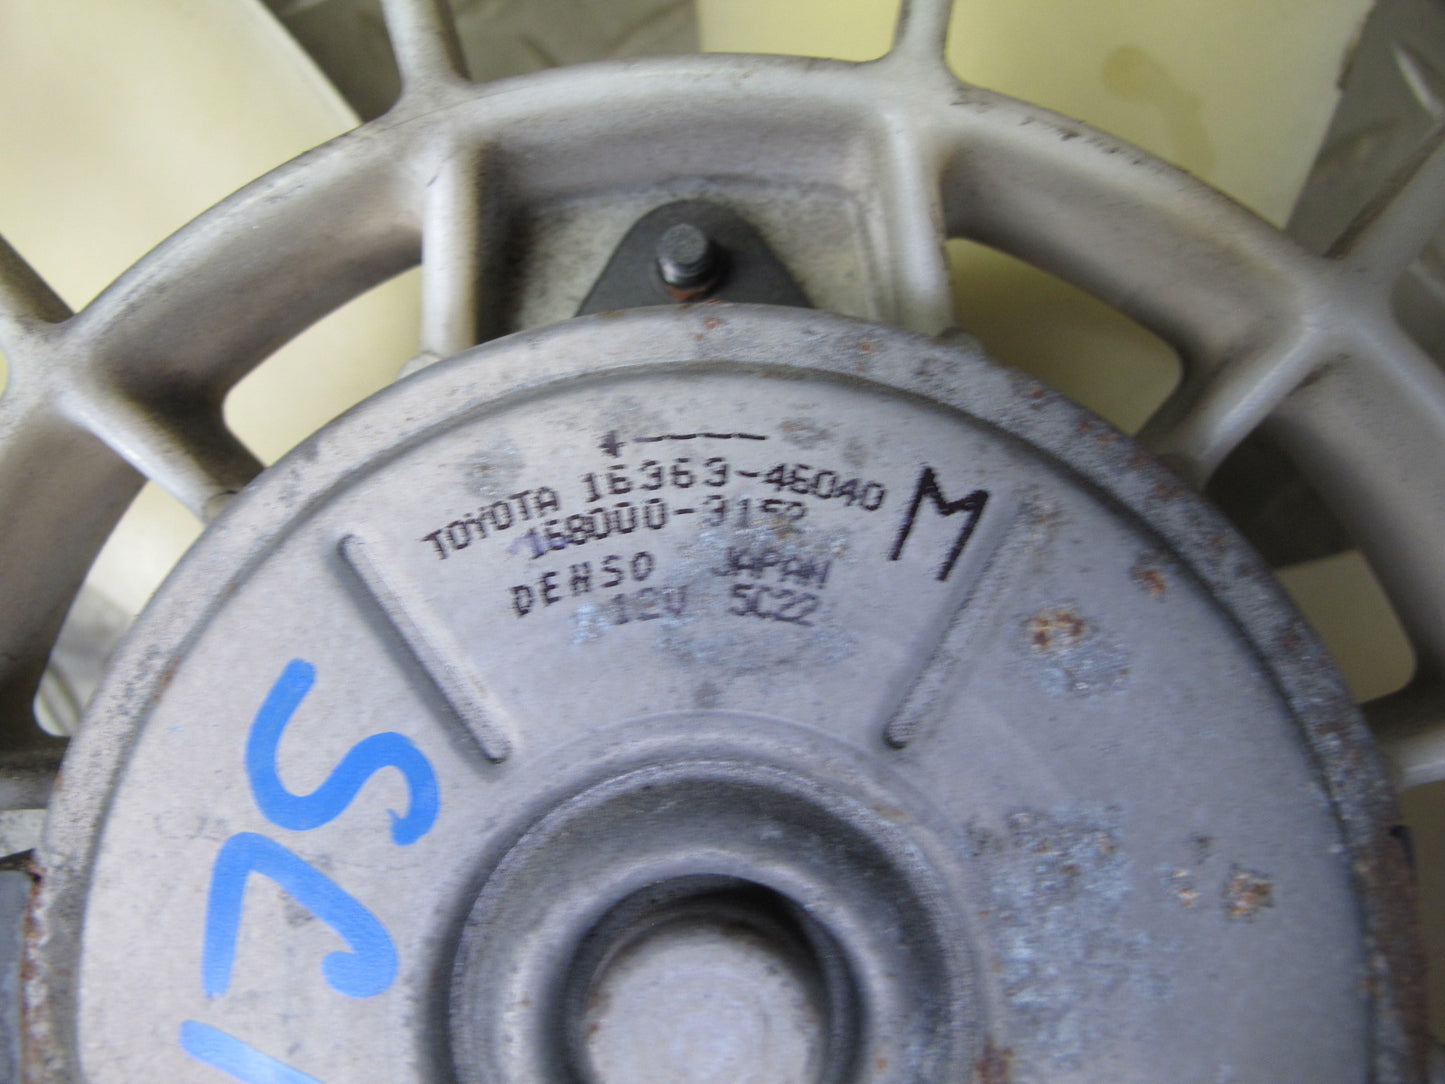 TOYOTA 16363-46040
168000-3152
M
DENSO JAPAN
12V 5C22